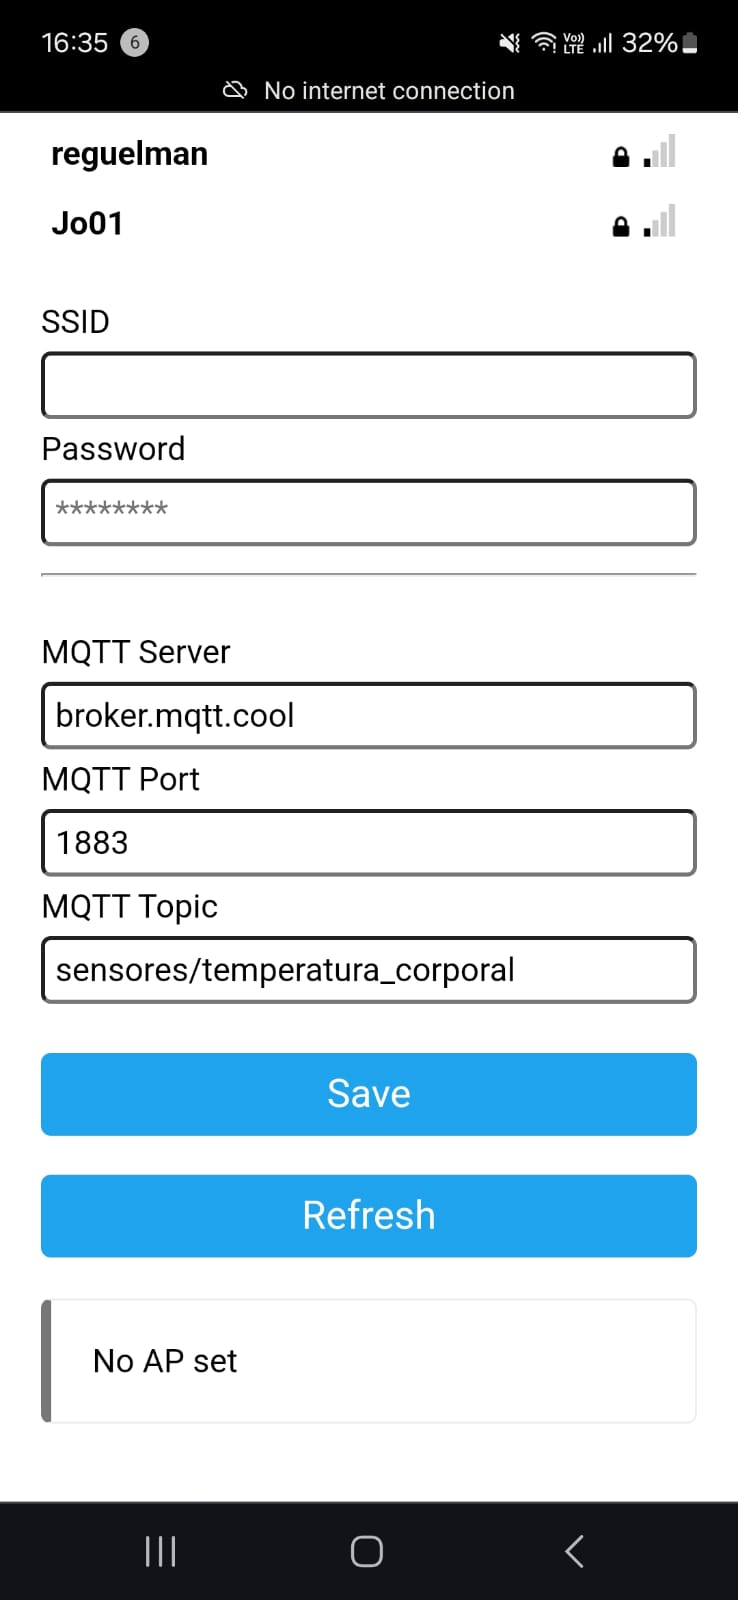 16:35 6 Vo)) LTE 32%
No internet connection
reguelman
Jo01
SSID
Password
********
MQTT Server
broker.mqtt.cool
MQTT Port
1883
MQTT Topic
sensores/temperatura_corporal
Save
Refresh
No AP set